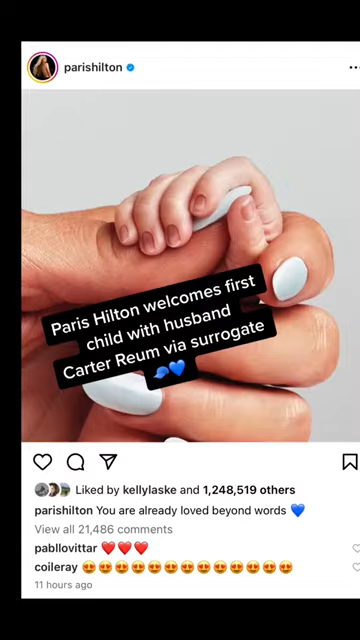 parishilton
Paris Hilton welcomes first
child with husband
Carter Reum via surrogate
🧢💙
Liked by kellylaske and 1,248,519 others
parishilton You are already loved beyond words 💙
View all 21,486 comments
pabllovittar ❤️❤️❤️
coileray 😍😍😍😍😍😍😍😍😍😍😍😍😍
11 hours ago